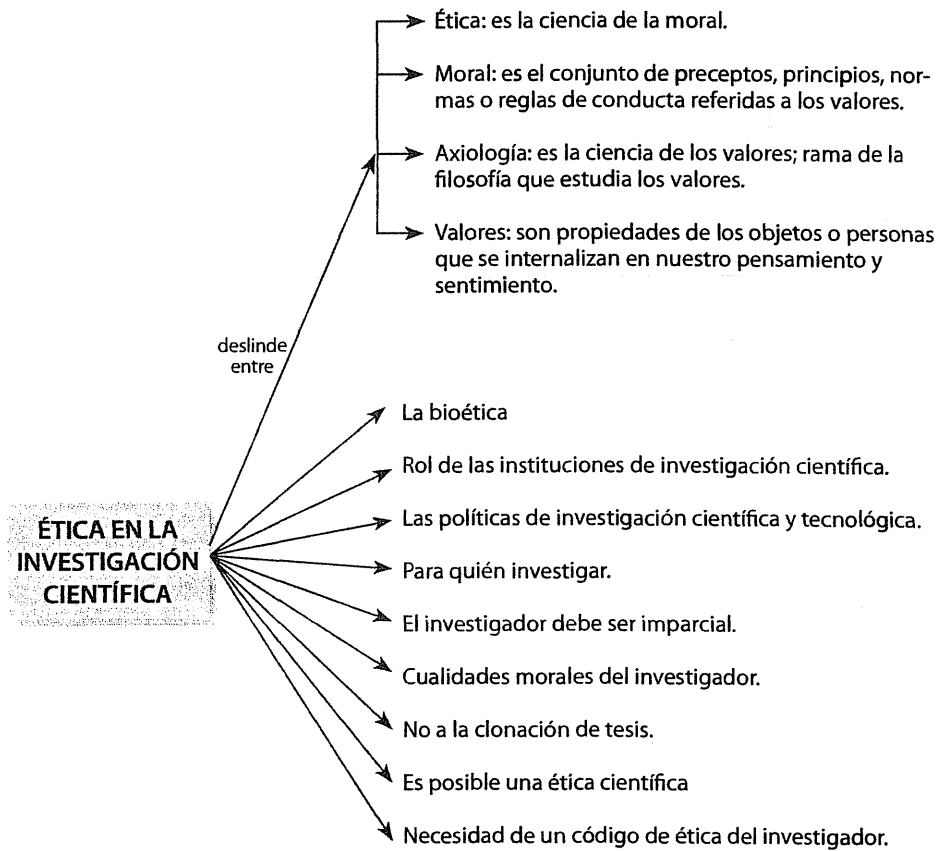 Ética: es la ciencia de la moral.
Moral: es el conjunto de preceptos, principios, nor-
mas o reglas de conducta referidas a los valores.
Axiología: es la ciencia de los valores; rama de la
filosofía que estudia los valores.
Valores: son propiedades de los objetos o personas
que se internalizan en nuestro pensamiento y
sentimiento.
deslinde
entre
ÉTICA EN LA
INVESTIGACIÓN
CIENTÍFICA
La bioética
Rol de las instituciones de investigación científica.
Las políticas de investigación científica y tecnológica.
Para quién investigar.
El investigador debe ser imparcial.
Cualidades morales del investigador.
No a la clonación de tesis.
Es posible una ética científica
Necesidad de un código de ética del investigador.